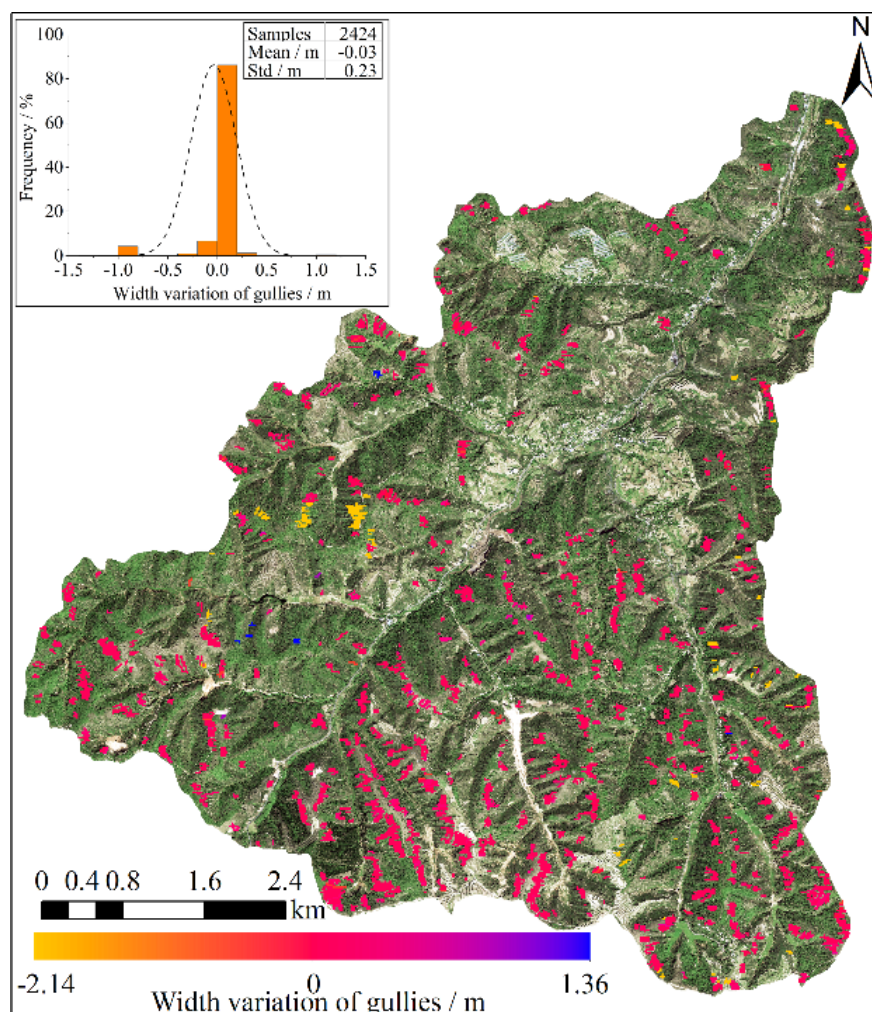 100
80
60
40
20
0
Frequency / %
Samples 2424
Mean / m -0.03
Std / m 0.23
-1.5 -1.0 -0.5 0.0 0.5 1.0 1.5
Width variation of gullies / m
N
0 0.4 0.8 1.6 2.4
km
-2.14 0 1.36
Width variation of gullies / m